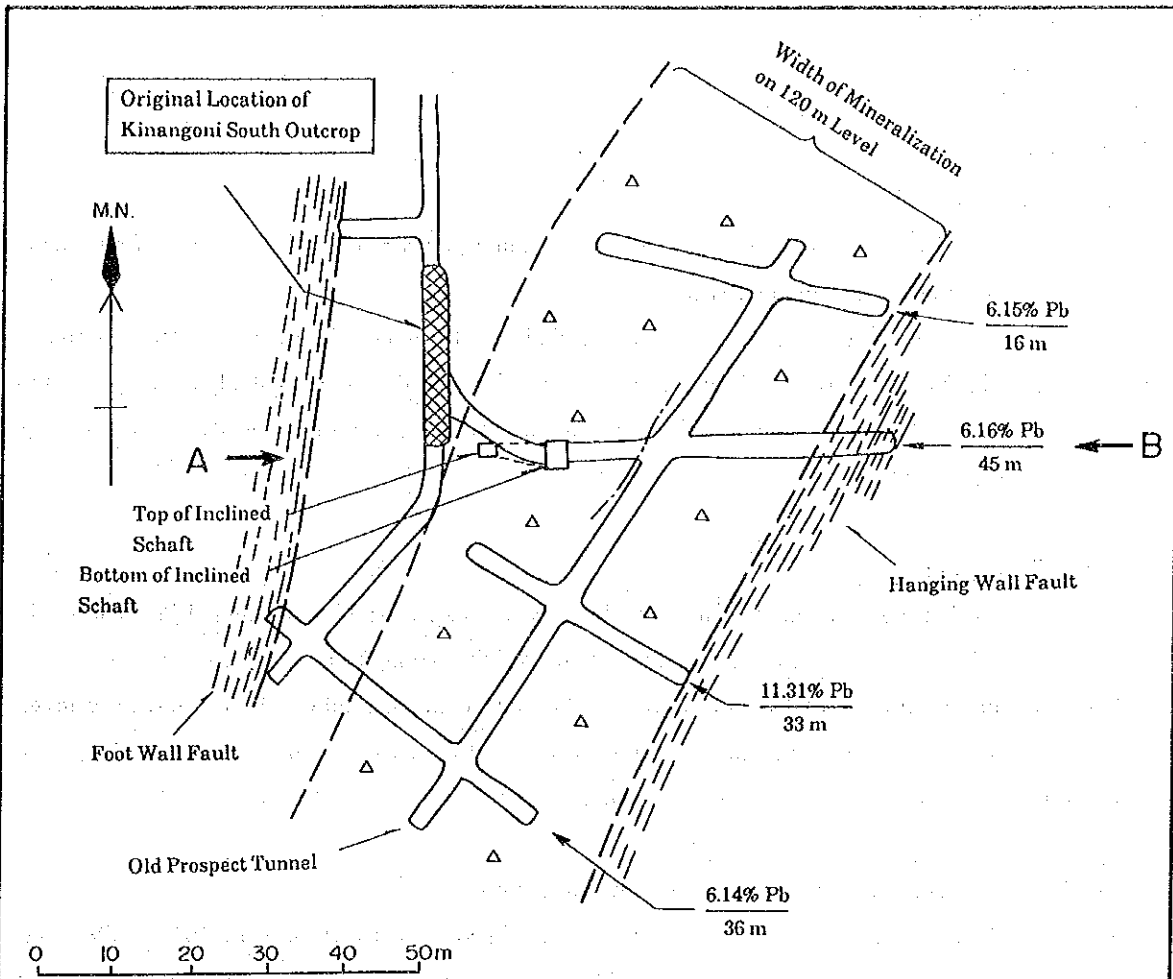 Original Location of
Kinangoni South Outcrop
Width of Mineralization
on 120 m Level
M.N.
6.15% Pb
16 m
A
6.16% Pb
45 m
B
Top of Inclined
Schaft
Bottom of Inclined
Schaft
Hanging Wall Fault
11.31% Pb
33 m
Foot Wall Fault
Old Prospect Tunnel
6.14% Pb
36 m
0 10 20 30 40 50m